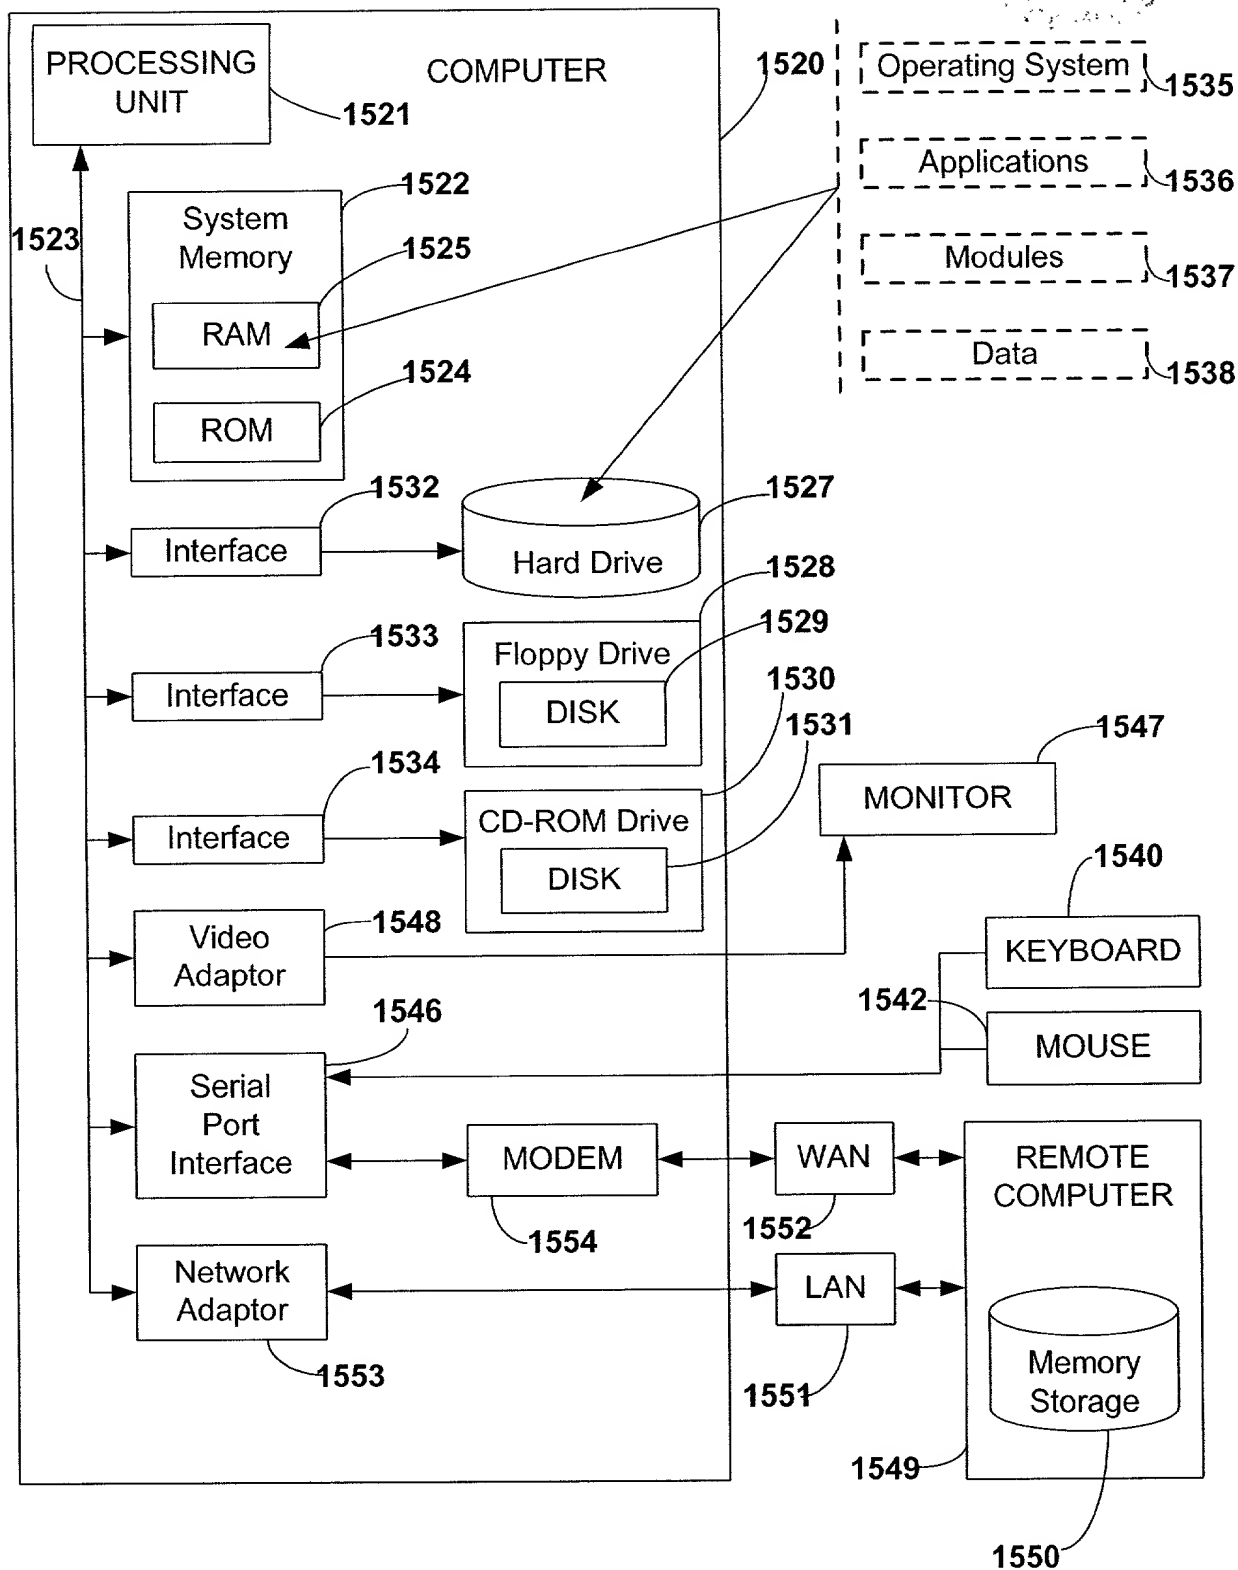 PROCESSING
UNIT
COMPUTER
1521
1520
Operating System
1535
Applications
1536
Modules
1537
Data
1538
1522
System
Memory
1523
1525
RAM
1524
ROM
1532
Interface
1527
Hard Drive
1528
1529
1533
Interface
Floppy Drive
DISK
1530
1531
1534
Interface
CD-ROM Drive
DISK
1547
MONITOR
1548
Video
Adaptor
1540
KEYBOARD
1542
MOUSE
1546
Serial
Port
Interface
MODEM
1554
WAN
1552
REMOTE
COMPUTER
Network
Adaptor
1553
LAN
1551
Memory
Storage
1549
1550